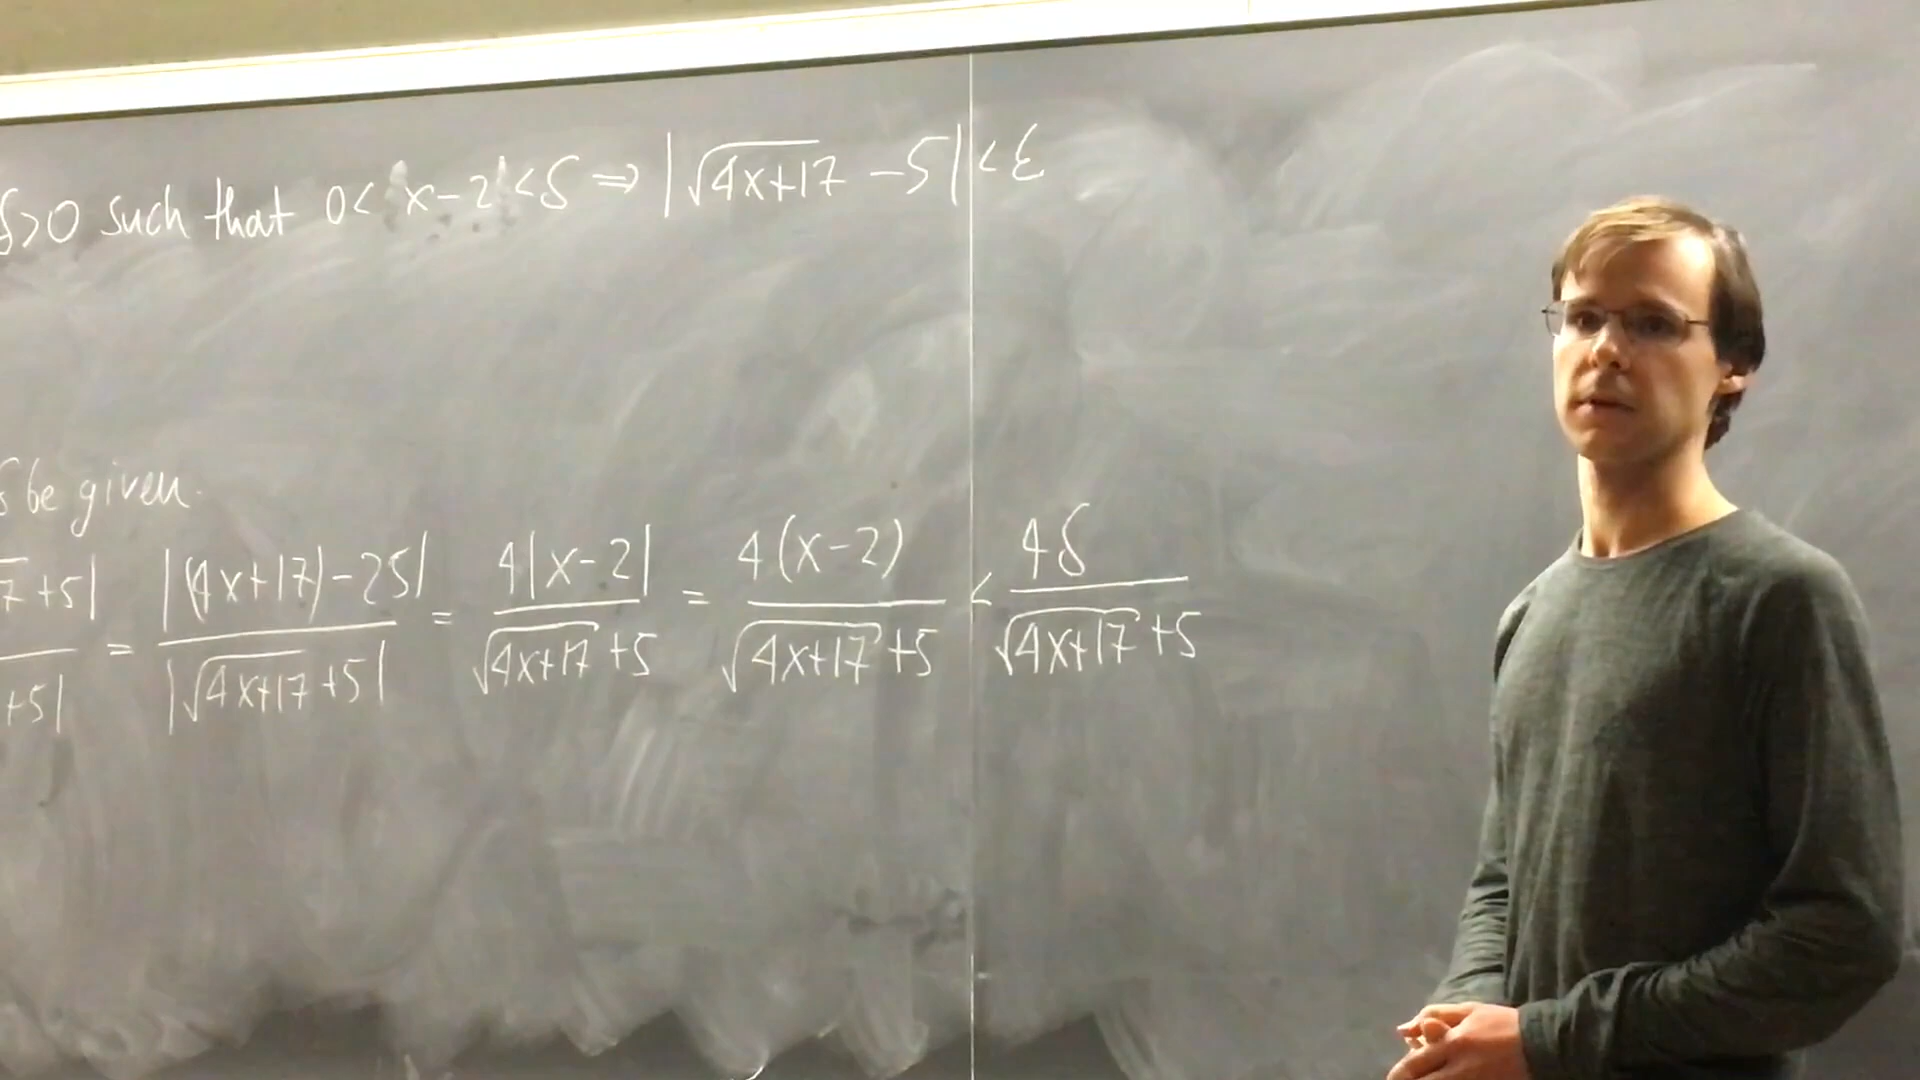 δ>0 such that 0< x-2 <δ ⇒ |√(4x+17) -5| <ε
δ be given.
7 +5| / +5| = |(4x+17)-25| / |√(4x+17) +5| = 4|x-2| / √(4x+17) +5 = 4(x-2) / √(4x+17) +5 < 4δ / √(4x+17) +5